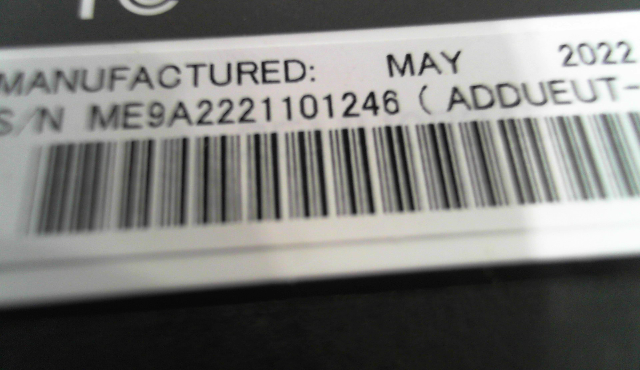 MANUFACTURED: MAY 2022
S/N ME9A2221101246 ( ADDUEUT-